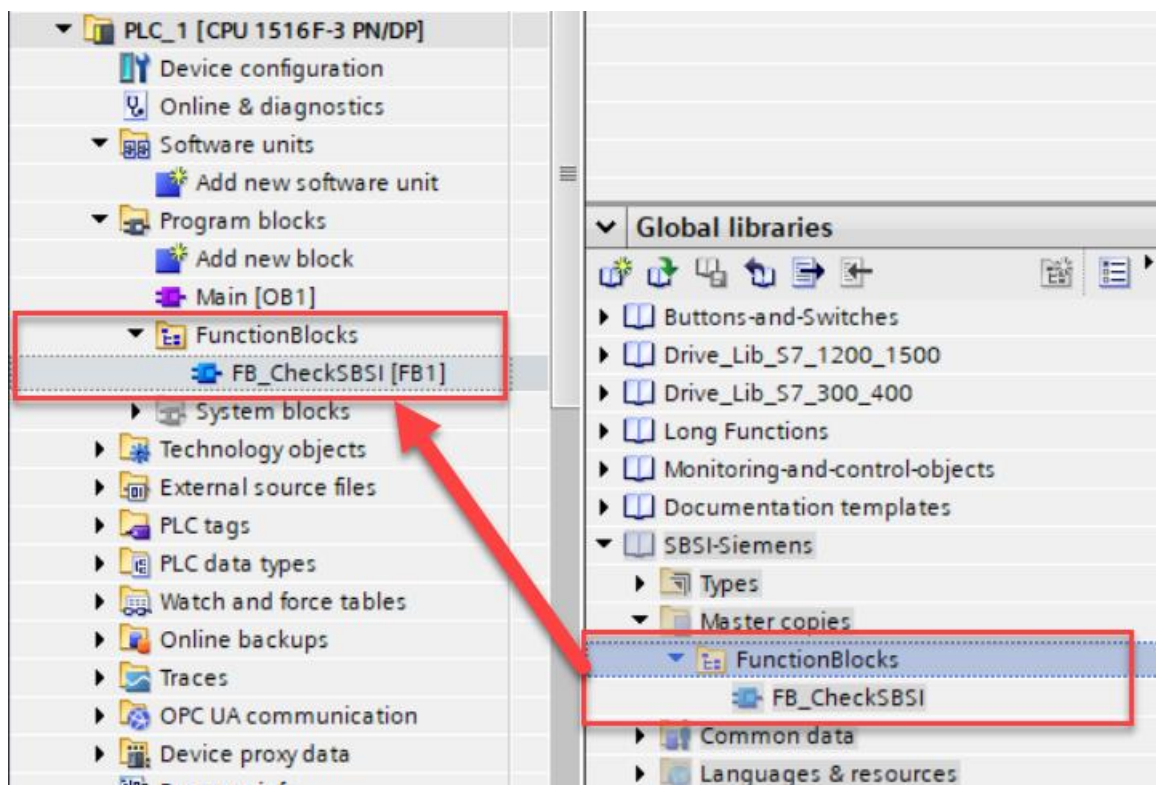 PLC_1 [CPU 1516F-3 PN/DP]
Device configuration
Online & diagnostics
Software units
Add new software unit
Program blocks
Add new block
Main [OB1]
FunctionBlocks
FB_CheckSBSI [FB1]
System blocks
Technology objects
External source files
PLC tags
PLC data types
Watch and force tables
Online backups
Traces
OPC UA communication
Device proxy data
Global libraries
Buttons-and-Switches
Drive_Lib_S7_1200_1500
Drive_Lib_S7_300_400
Long Functions
Monitoring-and-control-objects
Documentation templates
SBSI-Siemens
Types
Master copies
FunctionBlocks
FB_CheckSBSI
Common data
Languages & resources